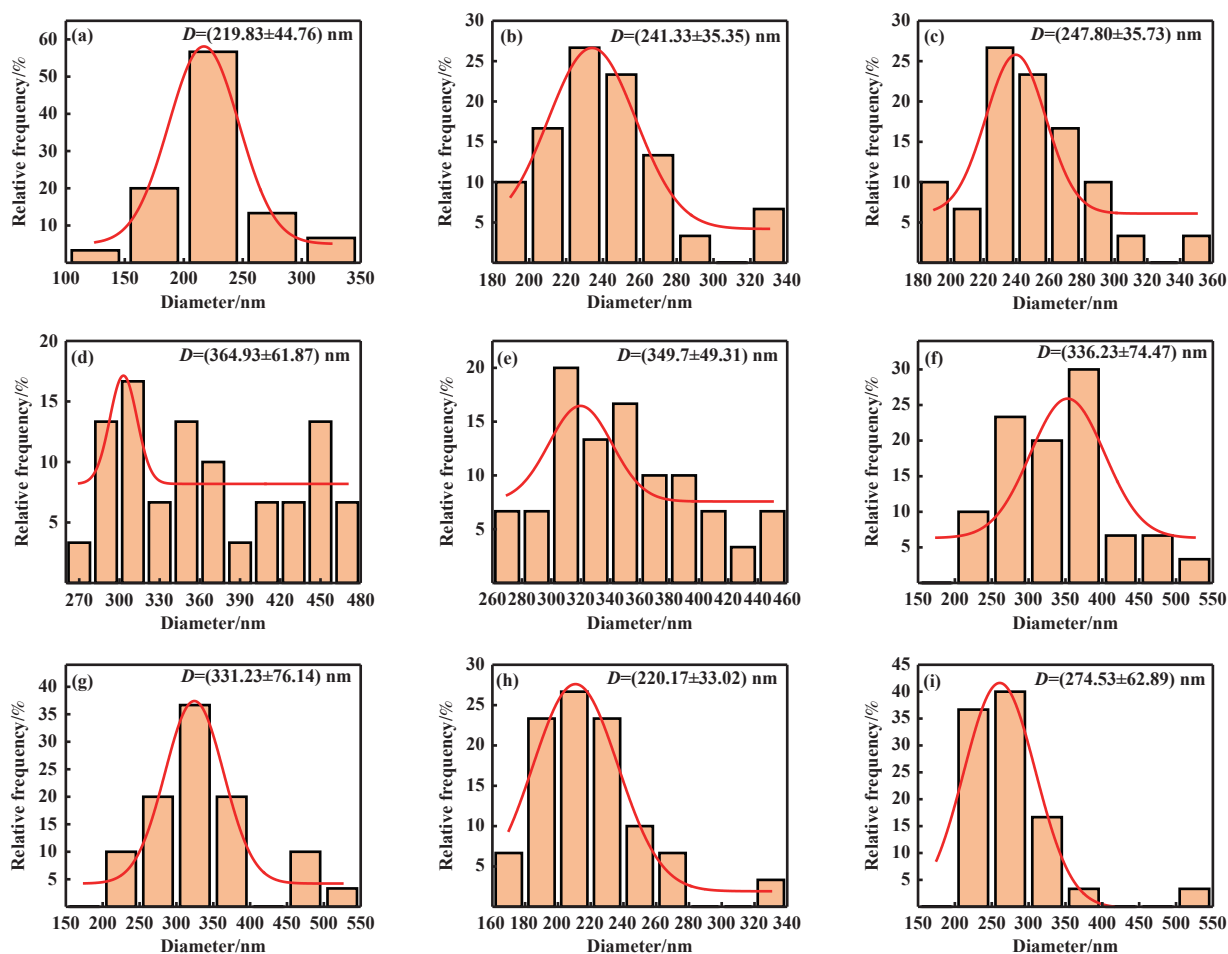 (a)
D=(219.83±44.76) nm
Relative frequency/%
60
50
40
30
20
10
100 150 200 250 300 350
Diameter/nm
(b)
D=(241.33±35.35) nm
Relative frequency/%
30
25
20
15
10
5
180 200 220 240 260 280 300 320 340
Diameter/nm
(c)
D=(247.80±35.73) nm
Relative frequency/%
30
25
20
15
10
5
180 200 220 240 260 280 300 320 340 360
Diameter/nm
(d)
D=(364.93±61.87) nm
Relative frequency/%
20
15
10
5
270 300 330 360 390 420 450 480
Diameter/nm
(e)
D=(349.7±49.31) nm
Relative frequency/%
20
15
10
5
260 280 300 320 340 360 380 400 420 440 460
Diameter/nm
(f)
D=(336.23±74.47) nm
Relative frequency/%
30
25
20
15
10
5
150 200 250 300 350 400 450 500 550
Diameter/nm
(g)
D=(331.23±76.14) nm
Relative frequency/%
40
35
30
25
20
15
10
5
150 200 250 300 350 400 450 500 550
Diameter/nm
(h)
D=(220.17±33.02) nm
Relative frequency/%
30
25
20
15
10
5
160 180 200 220 240 260 280 300 320 340
Diameter/nm
(i)
D=(274.53±62.89) nm
Relative frequency/%
45
40
35
30
25
20
15
10
5
0
150 200 250 300 350 400 450 500 550
Diameter/nm